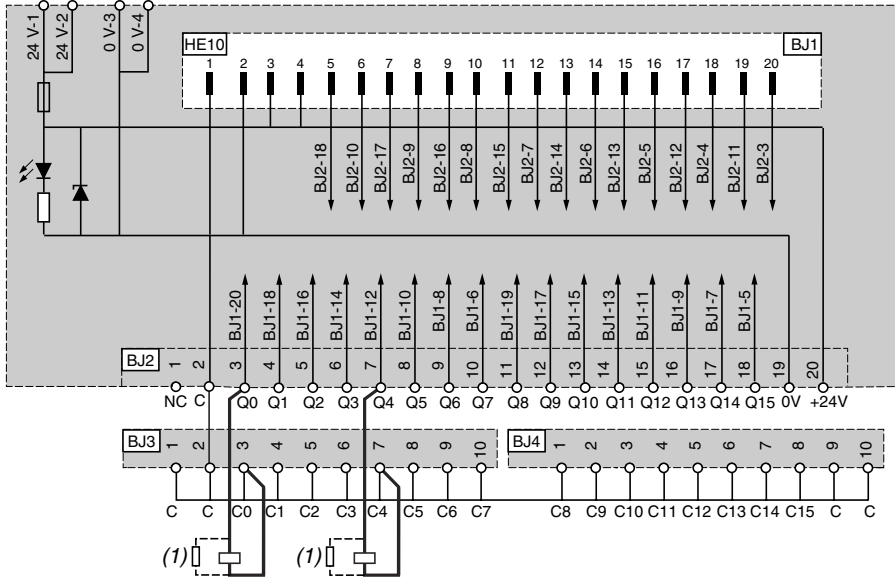 24 V-1
24 V-2
0 V-3
0 V-4
HE10
BJ1
1 2 3 4 5 6 7 8 9 10 11 12 13 14 15 16 17 18 19 20
BJ2-18
BJ2-10
BJ2-17
BJ2-9
BJ2-16
BJ2-8
BJ2-15
BJ2-7
BJ2-14
BJ2-6
BJ2-13
BJ2-5
BJ2-12
BJ2-4
BJ2-11
BJ2-3
BJ1-20
BJ1-18
BJ1-16
BJ1-14
BJ1-12
BJ1-10
BJ1-8
BJ1-6
BJ1-19
BJ1-17
BJ1-15
BJ1-13
BJ1-11
BJ1-9
BJ1-7
BJ1-5
BJ2
1 2 3 4 5 6 7 8 9 10 11 12 13 14 15 16 17 18 19 20
NC C Q0 Q1 Q2 Q3 Q4 Q5 Q6 Q7 Q8 Q9 Q10 Q11 Q12 Q13 Q14 Q15 0V +24V
BJ3
1 2 3 4 5 6 7 8 9 10
BJ4
1 2 3 4 5 6 7 8 9 10
C C C0 C1 C2 C3 C4 C5 C6 C7
C8 C9 C10 C11 C12 C13 C14 C15 C C
(1)
(1)